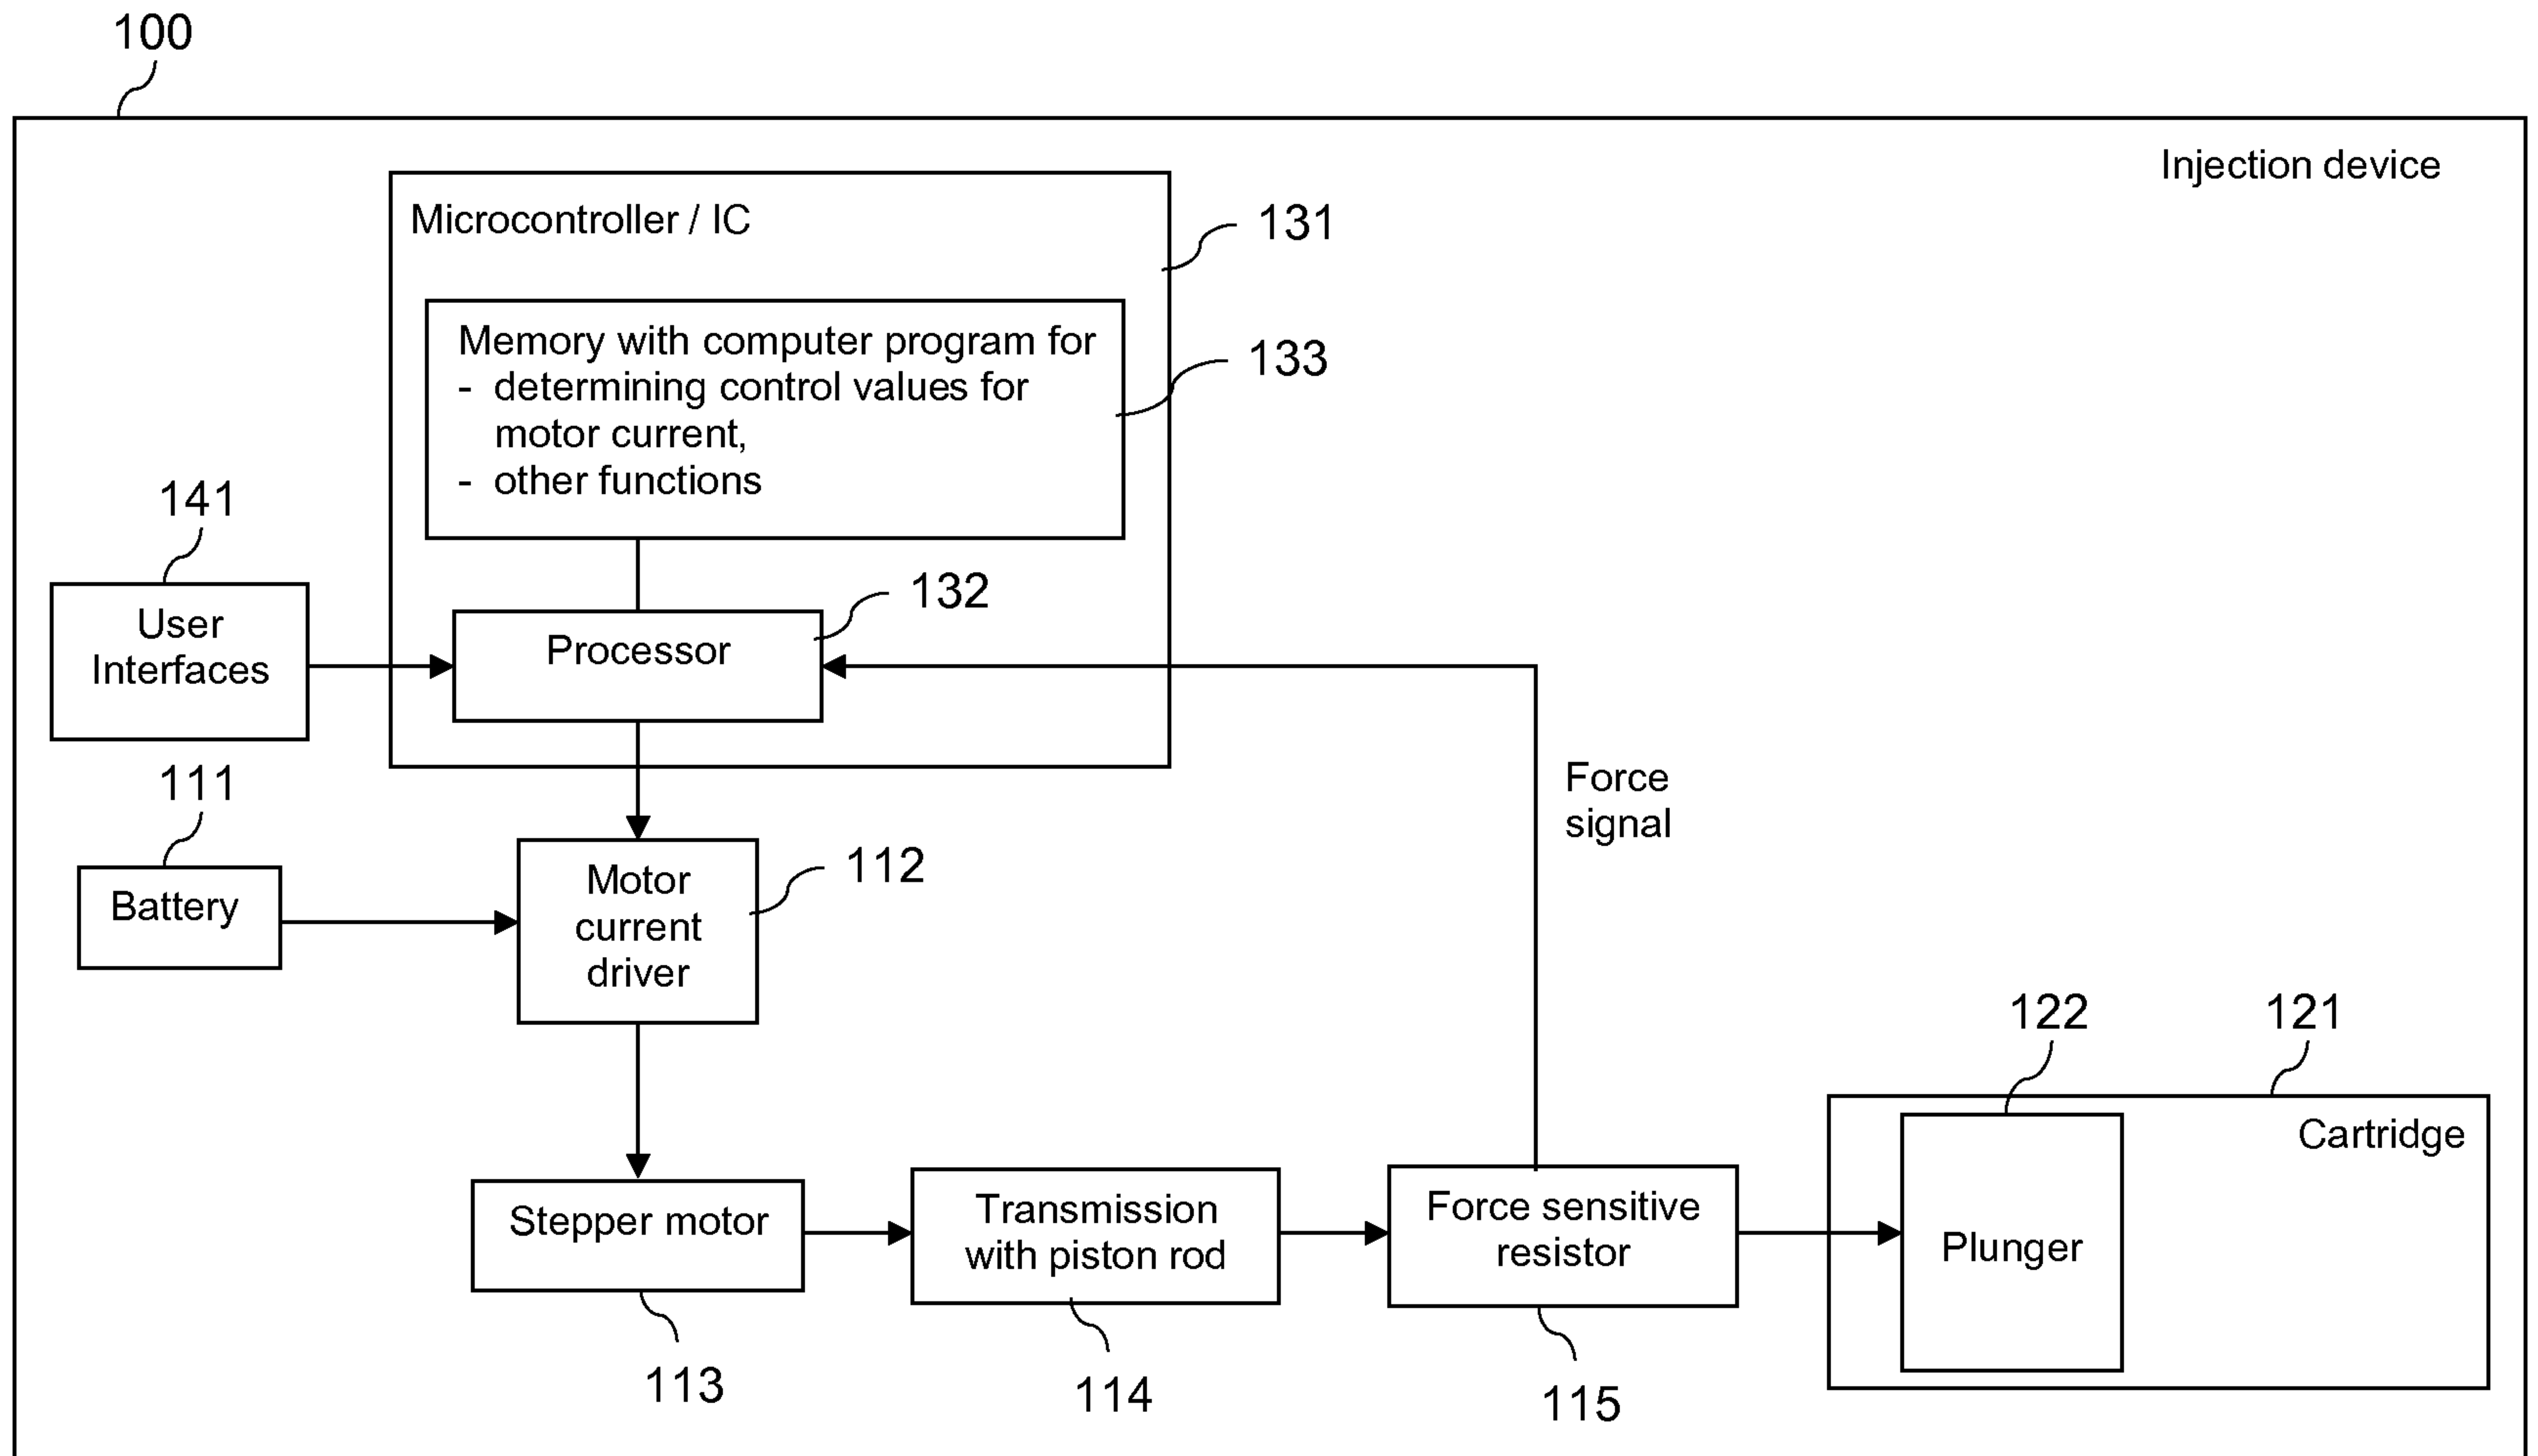 100
Injection device
Microcontroller / IC
131
Memory with computer program for
- determining control values for
motor current,
- other functions
133
141
User
Interfaces
132
Processor
111
Battery
Force
signal
Motor
current
driver
112
122
121
Cartridge
Plunger
Stepper motor
Transmission
with piston rod
Force sensitive
resistor
113
114
115